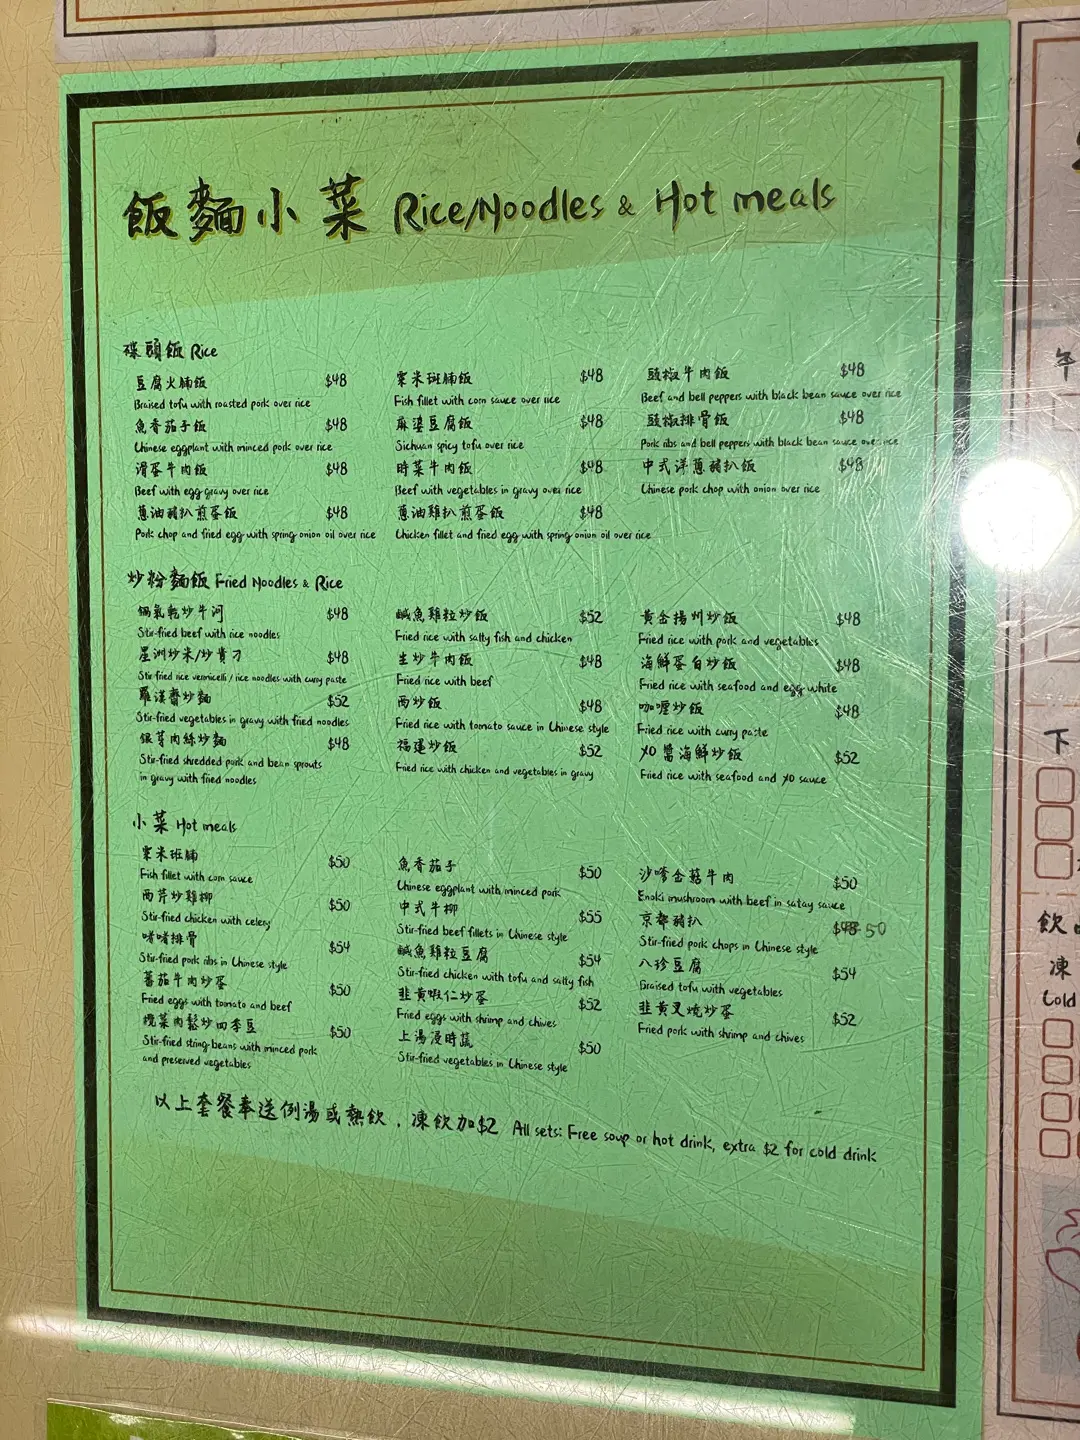 飯麵小菜 Rice/Noodles & Hot meals
碟頭飯 Rice
豆腐火腩飯 $48
Braised tofu with roasted pork over rice
魚香茄子飯 $48
Chinese eggplant with minced pork over rice
滑蛋牛肉飯 $48
Beef with egg gravy over rice
蔥油豬扒煎蛋飯 $48
Pork chop and fried egg with spring onion oil over rice
粟米班腩飯 $48
Fish fillet with corn sauce over rice
麻婆豆腐飯 $48
Sichuan spicy tofu over rice
時菜牛肉飯 $48
Beef with vegetables in gravy over rice
蔥油雞扒煎蛋飯 $48
Chicken fillet and fried egg with spring onion oil over rice
豉椒牛肉飯 $48
Beef and bell peppers with black bean sauce over rice
豉椒排骨飯 $48
Pork ribs and bell peppers with black bean sauce over rice
中式洋蔥豬扒飯 $48
Chinese pork chop with onion over rice
炒粉麵飯 Fried Noodles & Rice
鍋氣乾炒牛河 $48
Stir-fried beef with rice noodles
星洲炒米/炒貴刁 $48
Stir fried rice vermicelli / rice noodles with curry paste
羅漢齋炒麵 $52
Stir-fried vegetables in gravy with fried noodles
銀芽肉絲炒麵 $48
Stir-fried shredded pork and bean sprouts
in gravy with fried noodles
鹹魚雞粒炒飯 $52
Fried rice with salty fish and chicken
生炒牛肉飯 $48
Fried rice with beef
西炒飯 $48
Fried rice with tomato sauce in Chinese style
福建炒飯 $52
Fried rice with chicken and vegetables in gravy
黃金揚州炒飯 $48
Fried rice with pork and vegetables
海鮮蛋白炒飯 $48
Fried rice with seafood and egg white
咖喱炒飯 $48
Fried rice with curry paste
XO醬海鮮炒飯 $52
Fried rice with seafood and XO sauce
小菜 Hot meals
粟米班腩 $50
Fish fillet with corn sauce
西芹炒雞柳 $50
Stir-fried chicken with celery
啫啫排骨 $54
Stir-fried pork ribs in Chinese style
蕃茄牛肉炒蛋 $50
Fried eggs with tomato and beef
欖菜肉鬆炒四季豆 $50
Stir-fried string beans with minced pork
and preserved vegetables
魚香茄子 $50
Chinese eggplant with minced pork
中式牛柳 $55
Stir-fried beef fillets in Chinese style
鹹魚雞粒豆腐 $54
Stir-fried chicken with tofu and salty fish
韭黃蝦仁炒蛋 $52
Fried eggs with shrimp and chives
上湯浸時蔬 $50
Stir-fried vegetables in Chinese style
沙嗲金菇牛肉 $50
Enoki mushroom with beef in satay sauce
京都豬扒 $48 50
Stir-fried pork chops in Chinese style
八珍豆腐 $54
Braised tofu with vegetables
韭黃叉燒炒蛋 $52
Fried pork with shrimp and chives
以上套餐奉送例湯或熱飲，凍飲加$2 All sets: Free soup or hot drink, extra $2 for cold drink
午
下
飲
凍
Cold